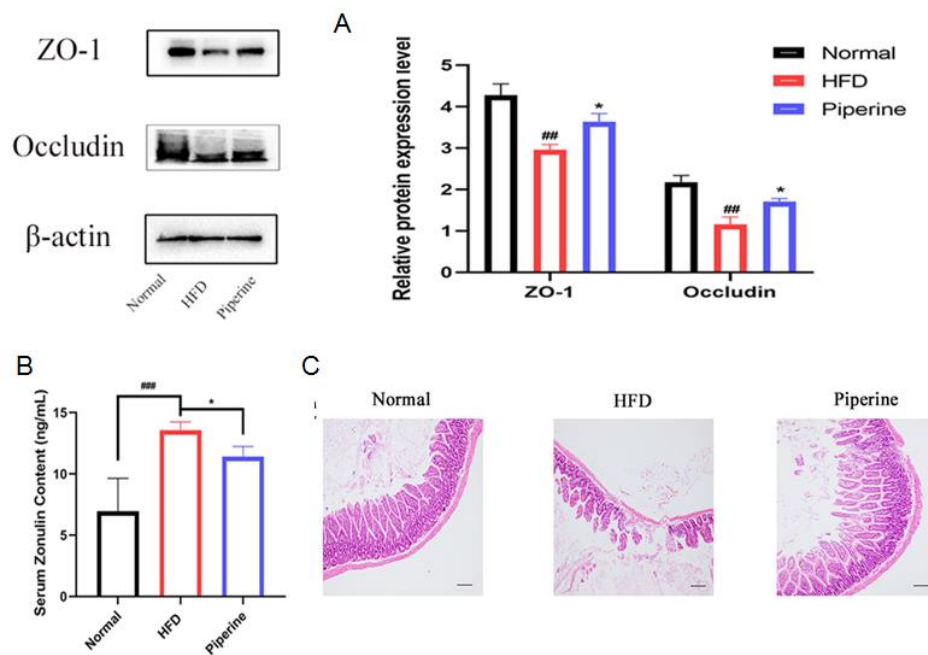 A
ZO-1
Occludin
β-actin
Normal
HFD
Piperine
Relative protein expression level
5
4
3
2
1
0
##
*
##
*
ZO-1
Occludin
Normal
HFD
Piperine
B
Serum Zonulin Content (ng/mL)
15
10
5
0
###
*
Normal
HFD
Piperine
C
Normal
HFD
Piperine